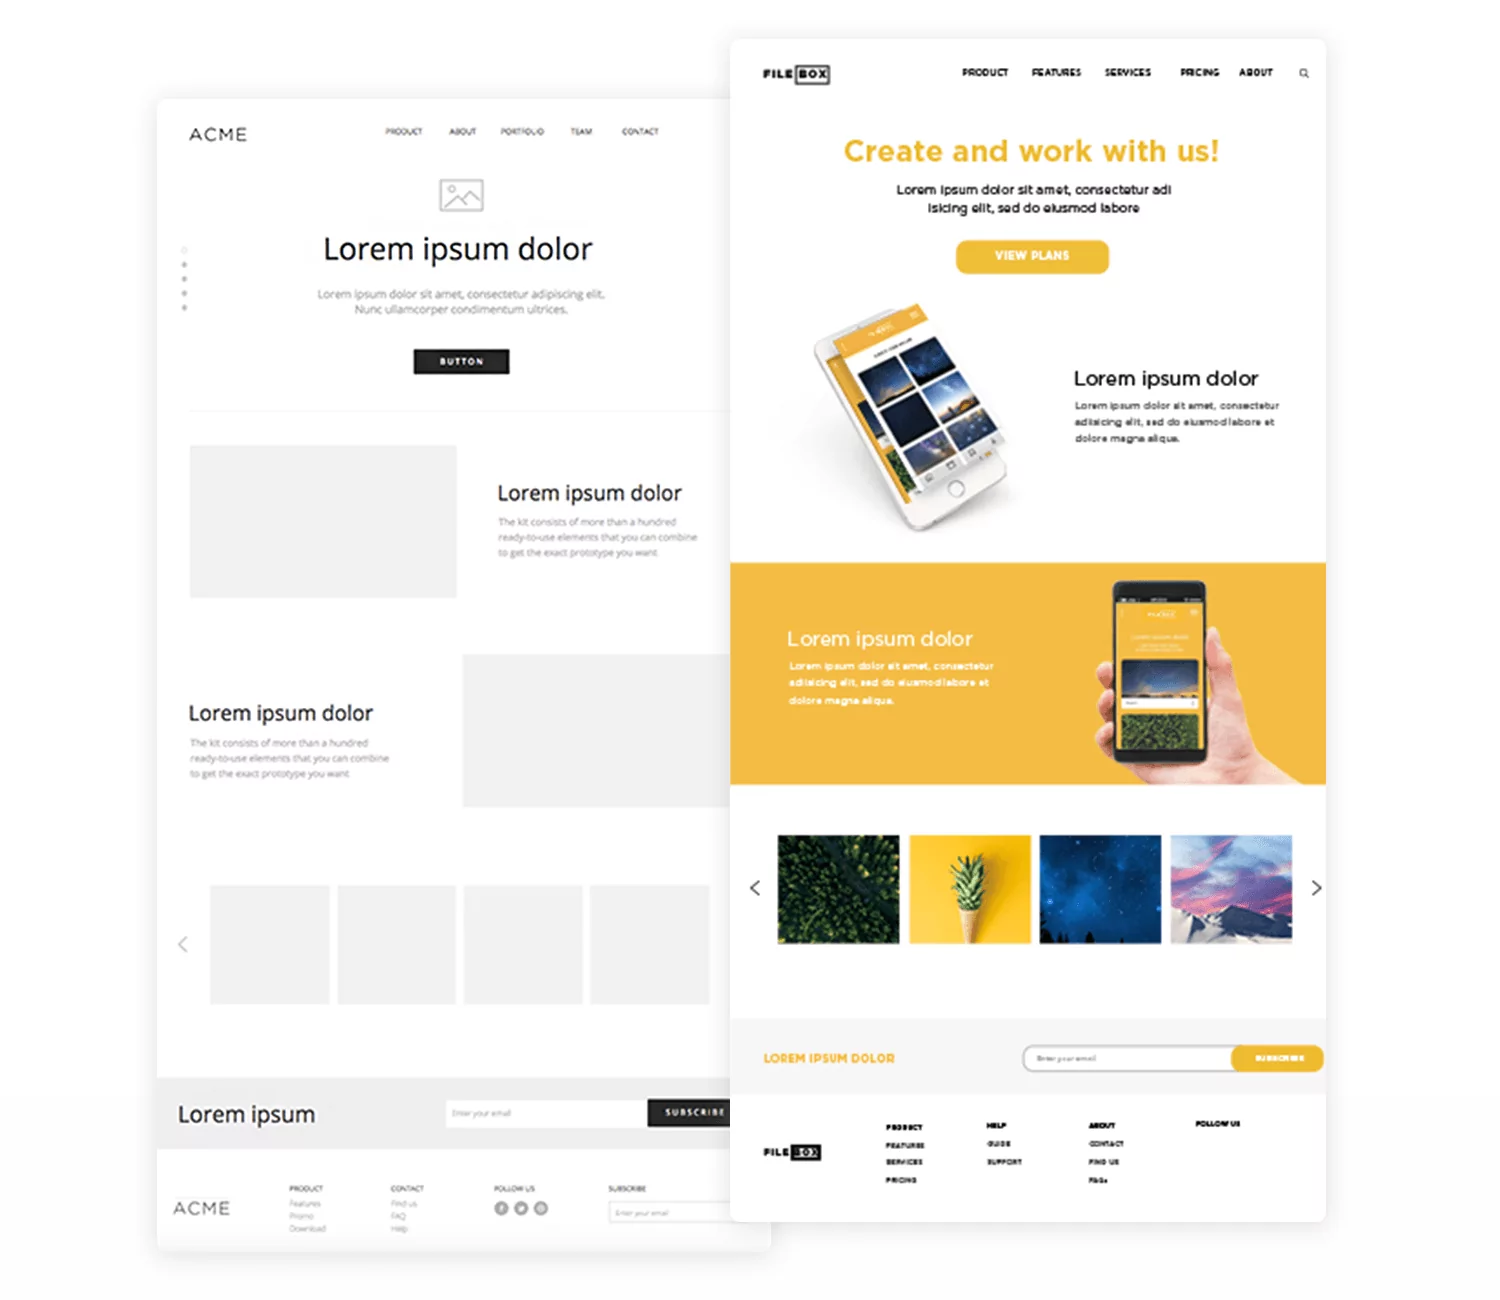 ACME
PRODUCT ABOUT PORTFOLIO TEAM CONTACT
Lorem ipsum dolor
Lorem ipsum dolor sit amet, consectetur adipiscing elit.
Nunc ullamcorper condimentum ultrices.
BUTTON
Lorem ipsum dolor
The kit consists of more than a hundred
ready-to-use elements that you can combine
to get the exact prototype you want
Lorem ipsum dolor
The kit consists of more than a hundred
ready-to-use elements that you can combine
to get the exact prototype you want
Lorem ipsum
Enter your email
SUBSCRIBE
ACME
PRODUCT
Features
Promo
Download
CONTACT
Find us
FAQ
Help
FOLLOW US
SUBSCRIBE
Enter your email
FILE BOX
PRODUCT FEATURES SERVICES PRICING ABOUT
Create and work with us!
Lorem ipsum dolor sit amet, consectetur adi
isicing elit, sed do eiusmod labore
VIEW PLANS
Lorem ipsum dolor
Lorem ipsum dolor sit amet, consectetur
adiisicing elit, sed do eiusmod labore et
dolore magna aliqua.
Lorem ipsum dolor
Lorem ipsum dolor sit amet, consectetur
adiisicing elit, sed do eiusmod labore et
dolore magna aliqua.
LOREM IPSUM DOLOR
Enter your email
SUBSCRIBE
FILE BOX
PRODUCT
FEATURES
SERVICES
PRICING
HELP
GUIDE
SUPPORT
ABOUT
CONTACT
FIND US
FAQs
FOLLOW US